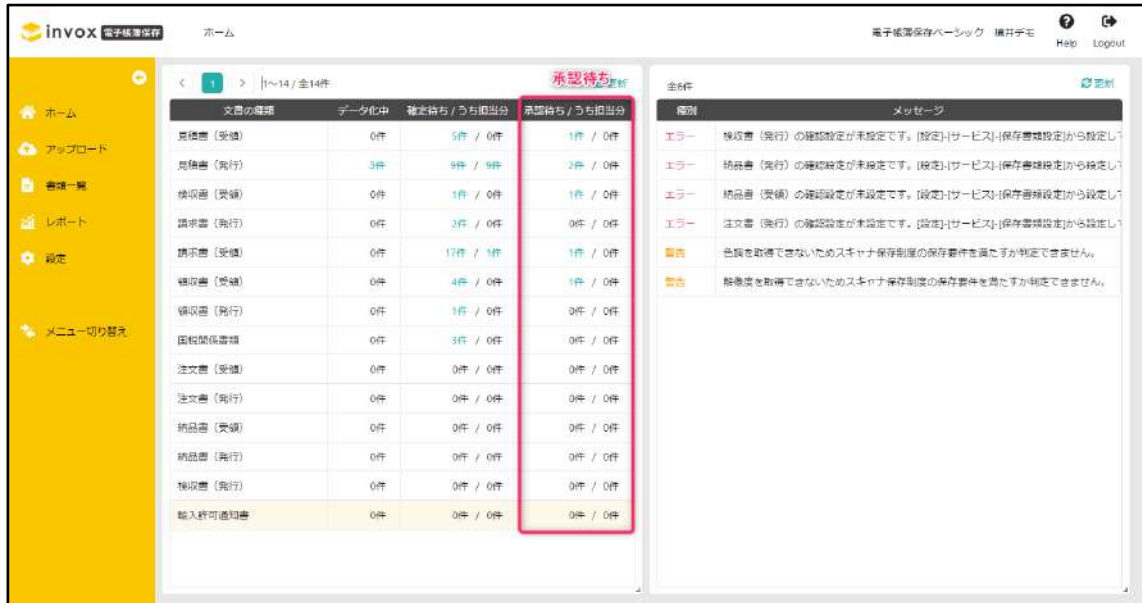 invox 電子帳簿保存
ホーム
電子帳簿保存ベーシック 横井デモ
Help
Logout
ホーム
アップロード
書類一覧
レポート
設定
メニュー切り替え
1 1~14 / 全14件
承認待ち
更新
文書の種類 データ化中 確定待ち / うち担当分 承認待ち / うち担当分
見積書（受領） 0件 5件 / 0件 1件 / 0件
見積書（発行） 3件 9件 / 9件 2件 / 0件
検収書（受領） 0件 1件 / 0件 1件 / 0件
請求書（発行） 0件 2件 / 0件 0件 / 0件
請求書（受領） 0件 17件 / 1件 1件 / 0件
領収書（受領） 0件 4件 / 0件 1件 / 0件
領収書（発行） 0件 1件 / 0件 0件 / 0件
国税関係書類 0件 3件 / 0件 0件 / 0件
注文書（受領） 0件 0件 / 0件 0件 / 0件
注文書（発行） 0件 0件 / 0件 0件 / 0件
納品書（受領） 0件 0件 / 0件 0件 / 0件
納品書（発行） 0件 0件 / 0件 0件 / 0件
検収書（発行） 0件 0件 / 0件 0件 / 0件
輸入許可通知書 0件 0件 / 0件 0件 / 0件
全6件 更新
種別 メッセージ
エラー 検収書（発行）の確認設定が未設定です。[設定]-[サービス]-[保存書類設定]から設定し
エラー 納品書（発行）の確認設定が未設定です。[設定]-[サービス]-[保存書類設定]から設定し
エラー 納品書（受領）の確認設定が未設定です。[設定]-[サービス]-[保存書類設定]から設定し
エラー 注文書（発行）の確認設定が未設定です。[設定]-[サービス]-[保存書類設定]から設定し
警告 色調を取得できないためスキャナ保存制度の保存要件を満たすか判定できません。
警告 解像度を取得できないためスキャナ保存制度の保存要件を満たすか判定できません。